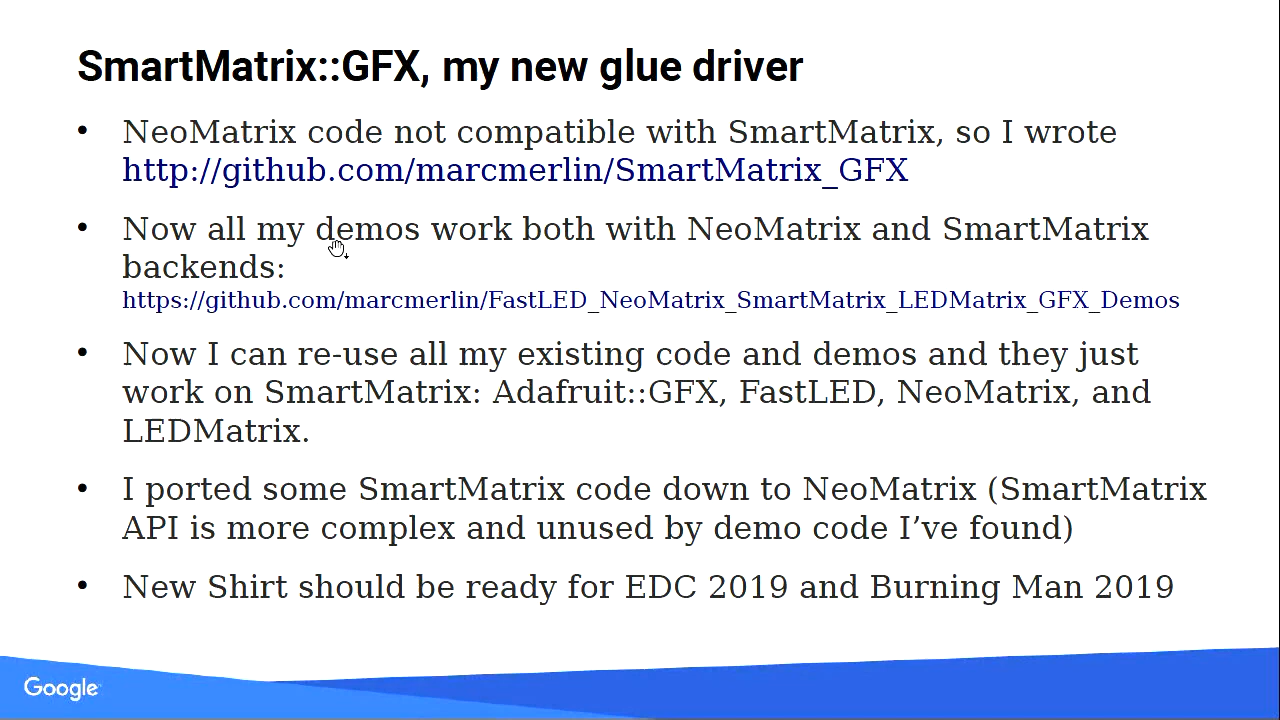 SmartMatrix::GFX, my new glue driver
• NeoMatrix code not compatible with SmartMatrix, so I wrote
http://github.com/marcmerlin/SmartMatrix_GFX
• Now all my demos work both with NeoMatrix and SmartMatrix
backends:
https://github.com/marcmerlin/FastLED_NeoMatrix_SmartMatrix_LEDMatrix_GFX_Demos
• Now I can re-use all my existing code and demos and they just
work on SmartMatrix: Adafruit::GFX, FastLED, NeoMatrix, and
LEDMatrix.
• I ported some SmartMatrix code down to NeoMatrix (SmartMatrix
API is more complex and unused by demo code I’ve found)
• New Shirt should be ready for EDC 2019 and Burning Man 2019
Google